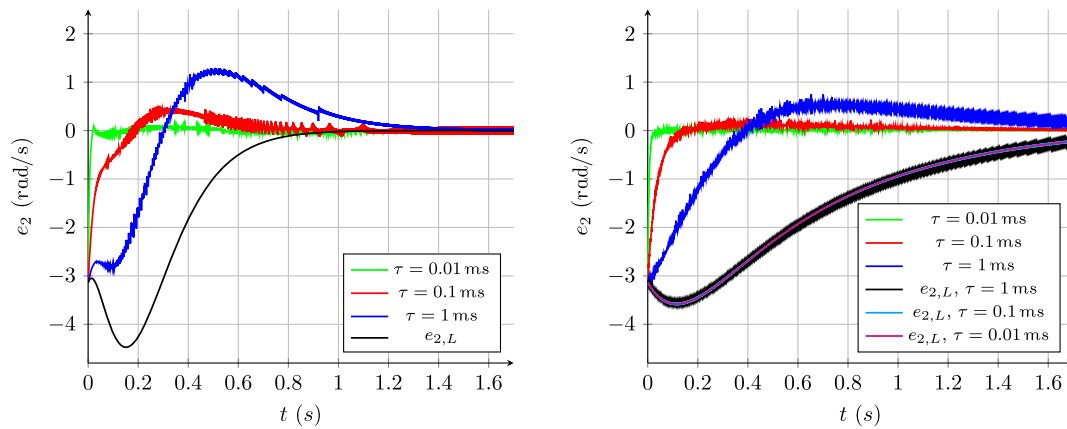 2
1
0
−1
−2
−3
−4
e2 (rad/s)
0 0.2 0.4 0.6 0.8 1 1.2 1.4 1.6
t (s)
τ = 0.01 ms
τ = 0.1 ms
τ = 1 ms
e2,L
2
1
0
−1
−2
−3
−4
e2 (rad/s)
0 0.2 0.4 0.6 0.8 1 1.2 1.4 1.6
t (s)
τ = 0.01 ms
τ = 0.1 ms
τ = 1 ms
e2,L, τ = 1 ms
e2,L, τ = 0.1 ms
e2,L, τ = 0.01 ms